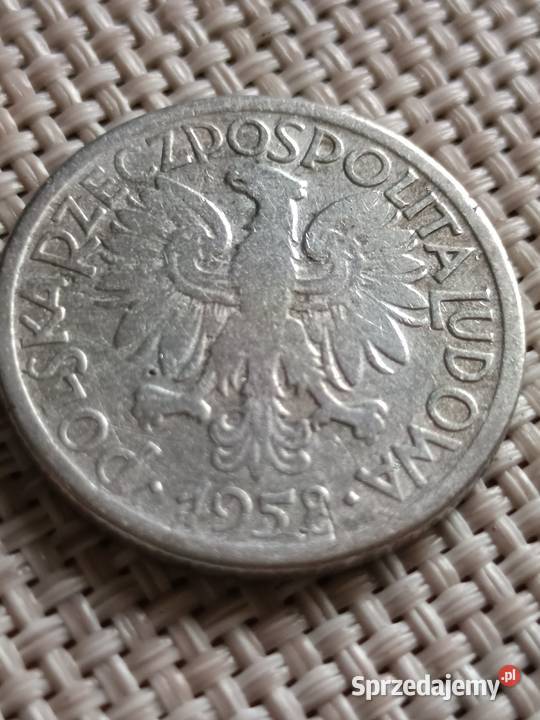 POLSKA RZECZPOSPOLITA LUDOWA
1958
Sprzedajemy.pl